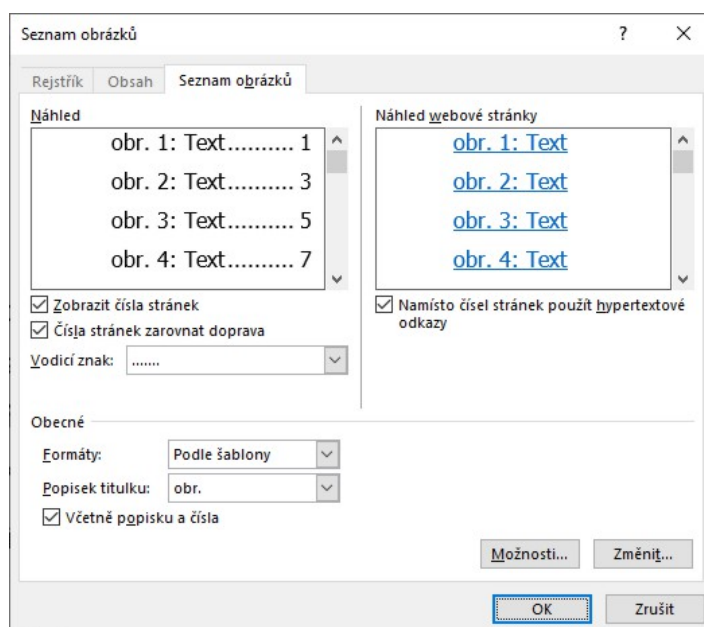 Seznam obrázků
Rejstřík Obsah Seznam obrázků
Náhled
obr. 1: Text.......... 1
obr. 2: Text.......... 3
obr. 3: Text.......... 5
obr. 4: Text.......... 7
Zobrazit čísla stránek
Čísla stránek zarovnat doprava
Vodicí znak: .......
Náhled webové stránky
obr. 1: Text
obr. 2: Text
obr. 3: Text
obr. 4: Text
Namísto čísel stránek použít hypertextové
odkazy
Obecné
Formáty: Podle šablony
Popisek titulku: obr.
Včetně popisku a čísla
Možnosti... Změnit...
OK Zrušit